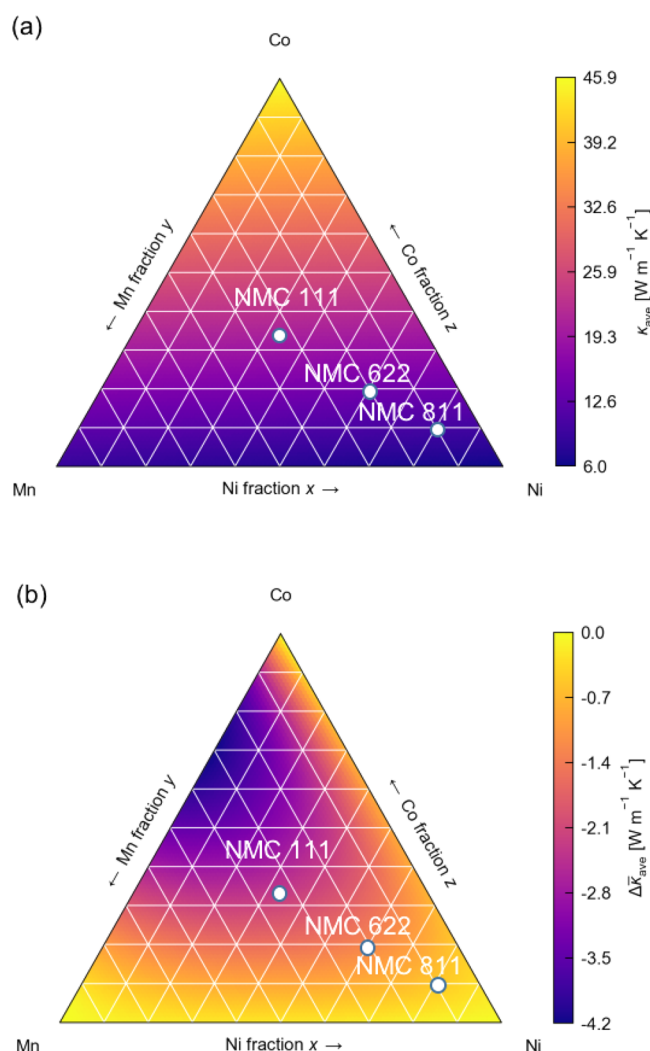 (a)
Co
45.9
39.2
32.6
25.9
19.3
12.6
6.0
κave [W m−1 K−1]
← Mn fraction y
← Co fraction z
NMC 111
NMC 622
NMC 811
Mn
Ni fraction x →
Ni
(b)
Co
0.0
-0.7
-1.4
-2.1
-2.8
-3.5
-4.2
Δκ̅ave [W m−1 K−1]
← Mn fraction y
← Co fraction z
NMC 111
NMC 622
NMC 811
Mn
Ni fraction x →
Ni